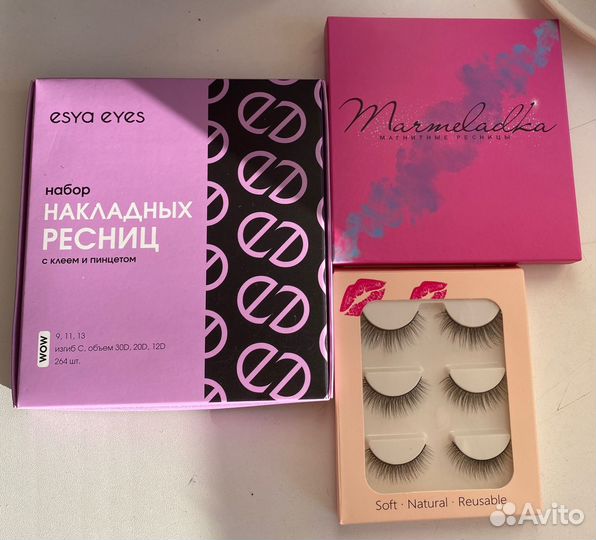 esya eyes
набор
НАКЛАДНЫХ
РЕСНИЦ
с клеем и пинцетом
WOW
9, 11, 13
изгиб C, объем 30D, 20D, 12D
264 шт.
Marmeladka
МАГНИТНЫЕ РЕСНИЦЫ
Soft · Natural · Reusable
Avito